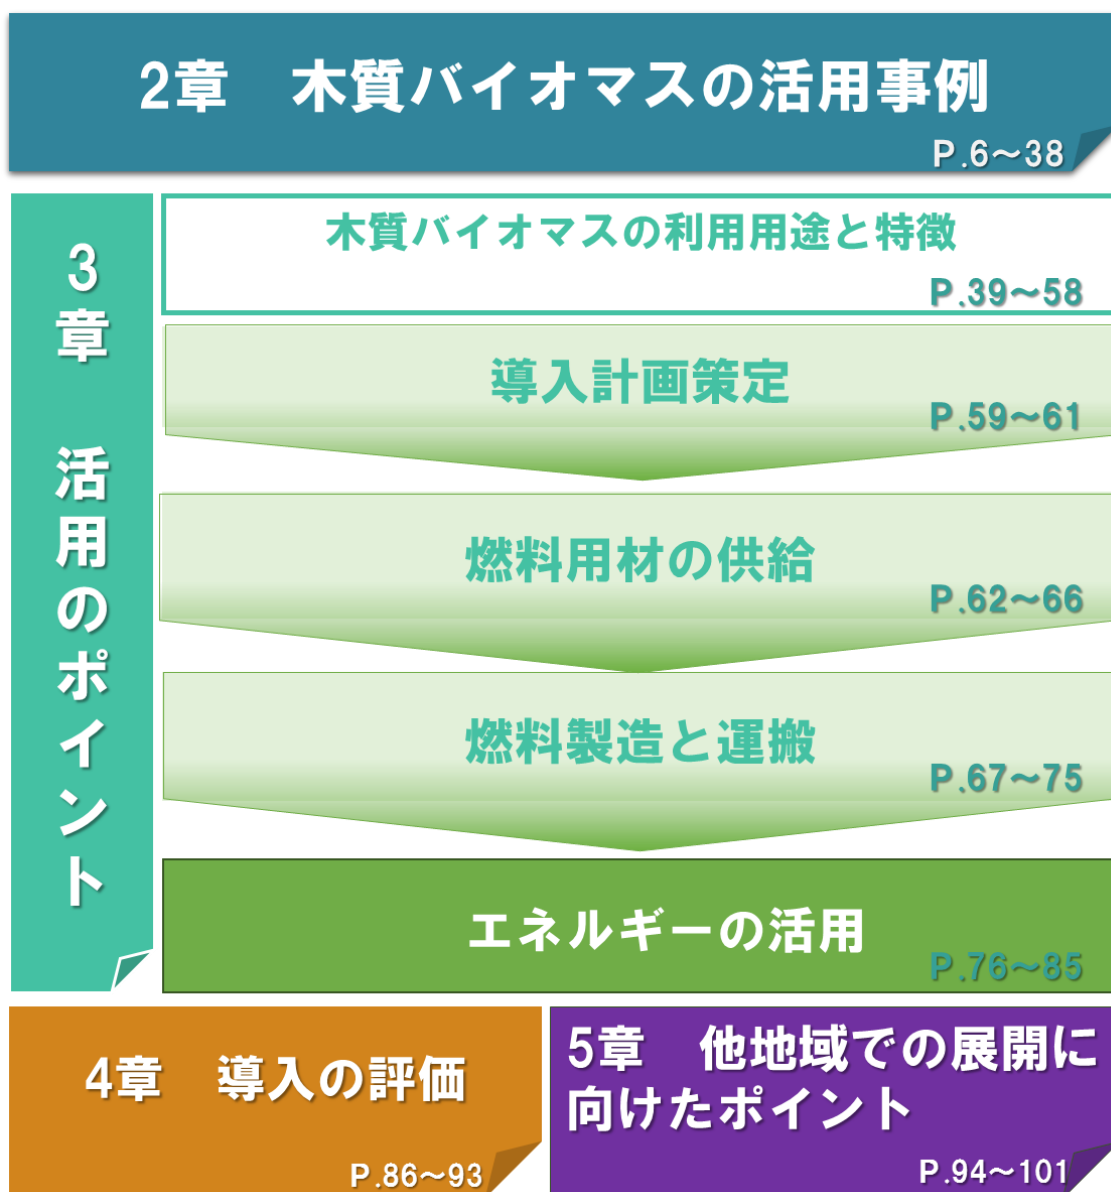 2章　木質バイオマスの活用事例
P.6～38
3章　活用のポイント
木質バイオマスの利用用途と特徴
P.39～58
導入計画策定
P.59～61
燃料用材の供給
P.62～66
燃料製造と運搬
P.67～75
エネルギーの活用
P.76～85
4章　導入の評価
P.86～93
5章　他地域での展開に
向けたポイント
P.94～101